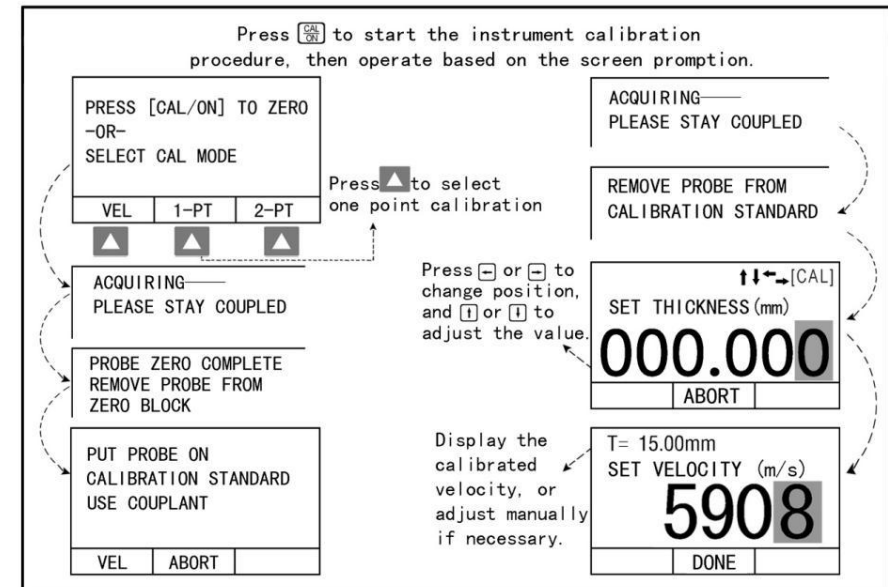 Press CAL ON to start the instrument calibration
procedure, then operate based on the screen promption.
PRESS [CAL/ON] TO ZERO
-OR-
SELECT CAL MODE
VEL 1-PT 2-PT
Press ▲ to select
one point calibration
ACQUIRING——
PLEASE STAY COUPLED
PROBE ZERO COMPLETE
REMOVE PROBE FROM
ZERO BLOCK
PUT PROBE ON
CALIBRATION STANDARD
USE COUPLANT
VEL ABORT
ACQUIRING——
PLEASE STAY COUPLED
REMOVE PROBE FROM
CALIBRATION STANDARD
Press ← or → to
change position,
and ↑ or ↓ to
adjust the value.
↑↓←→[CAL]
SET THICKNESS(mm)
000.000
ABORT
Display the
calibrated
velocity, or
adjust manually
if necessary.
T= 15.00mm
SET VELOCITY (m/s)
5908
DONE